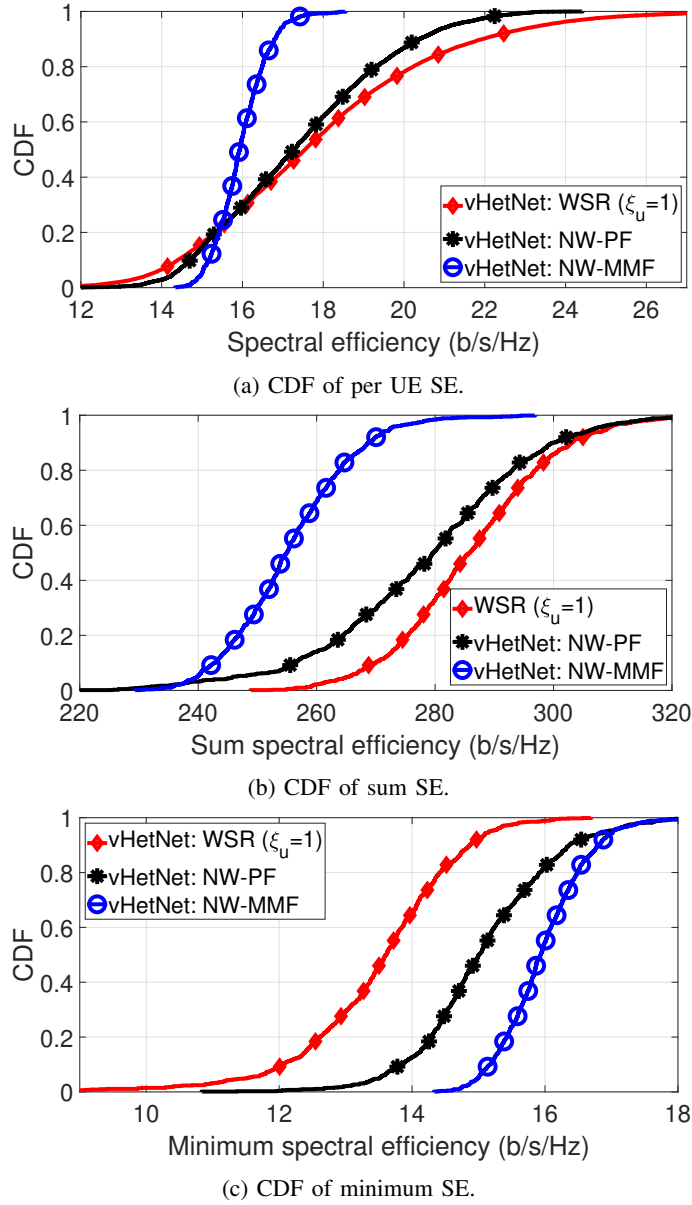 1
0.8
0.6
0.4
0.2
0
CDF
vHetNet: WSR (ξu=1)
vHetNet: NW-PF
vHetNet: NW-MMF
12 14 16 18 20 22 24 26
Spectral efficiency (b/s/Hz)
(a) CDF of per UE SE.
1
0.8
0.6
0.4
0.2
0
CDF
WSR (ξu=1)
vHetNet: NW-PF
vHetNet: NW-MMF
220 240 260 280 300 320
Sum spectral efficiency (b/s/Hz)
(b) CDF of sum SE.
1
0.8
0.6
0.4
0.2
0
CDF
vHetNet: WSR (ξu=1)
vHetNet: NW-PF
vHetNet: NW-MMF
10 12 14 16 18
Minimum spectral efficiency (b/s/Hz)
(c) CDF of minimum SE.